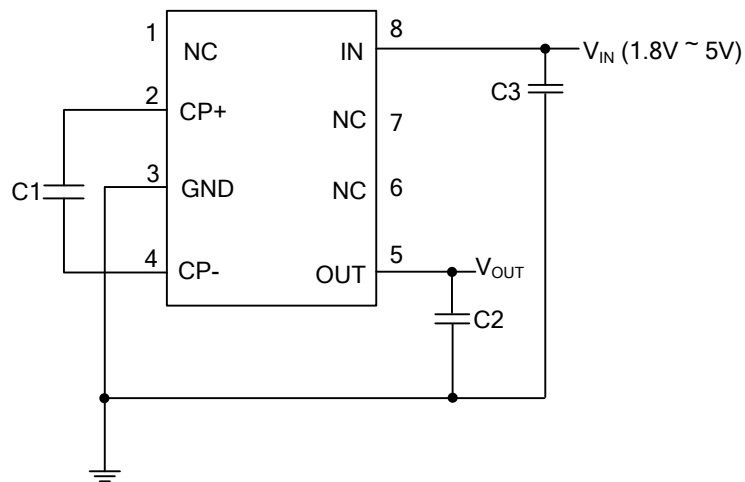 1 NC IN 8 V_IN (1.8V ~ 5V)
C3
2 CP+ NC 7
C1 3 GND NC 6
4 CP- OUT 5 V_OUT
C2